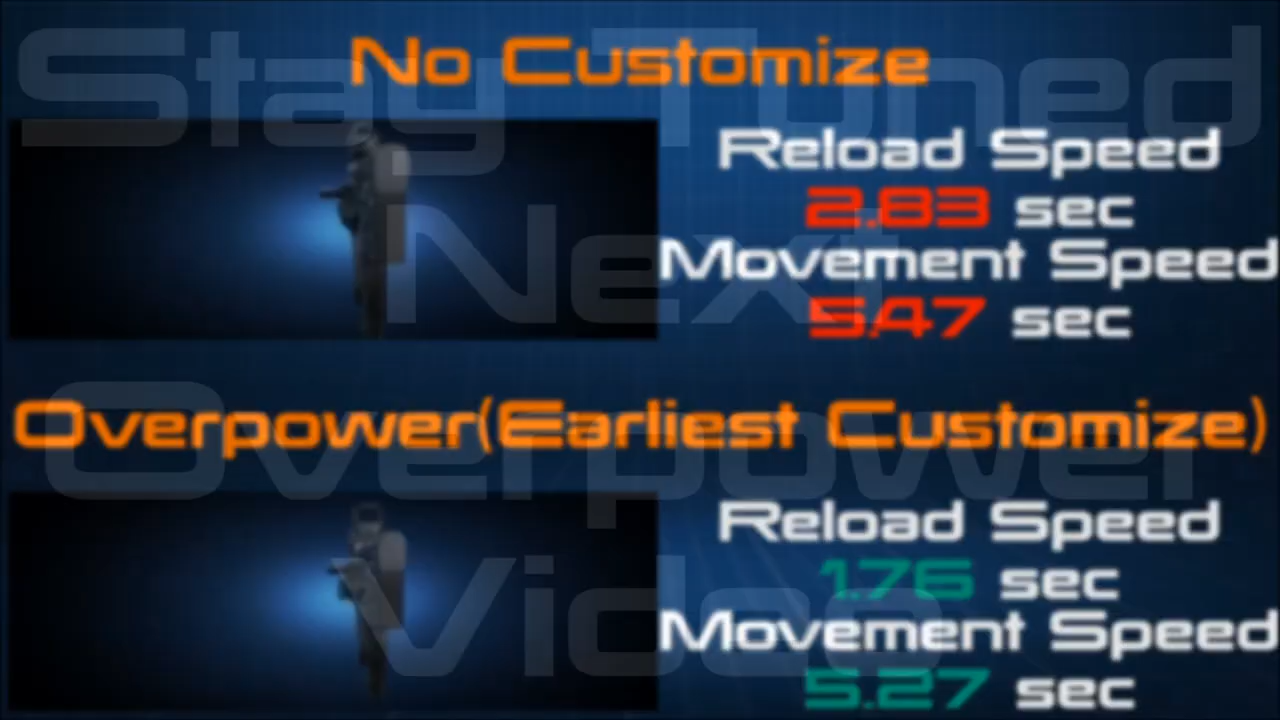 Stay Tuned
No Customize
Reload Speed
2.83 sec
Next
Movement Speed
5.47 sec
Overpower
Overpower(Earliest Customize)
Reload Speed
1.76 sec
Video
Movement Speed
5.27 sec